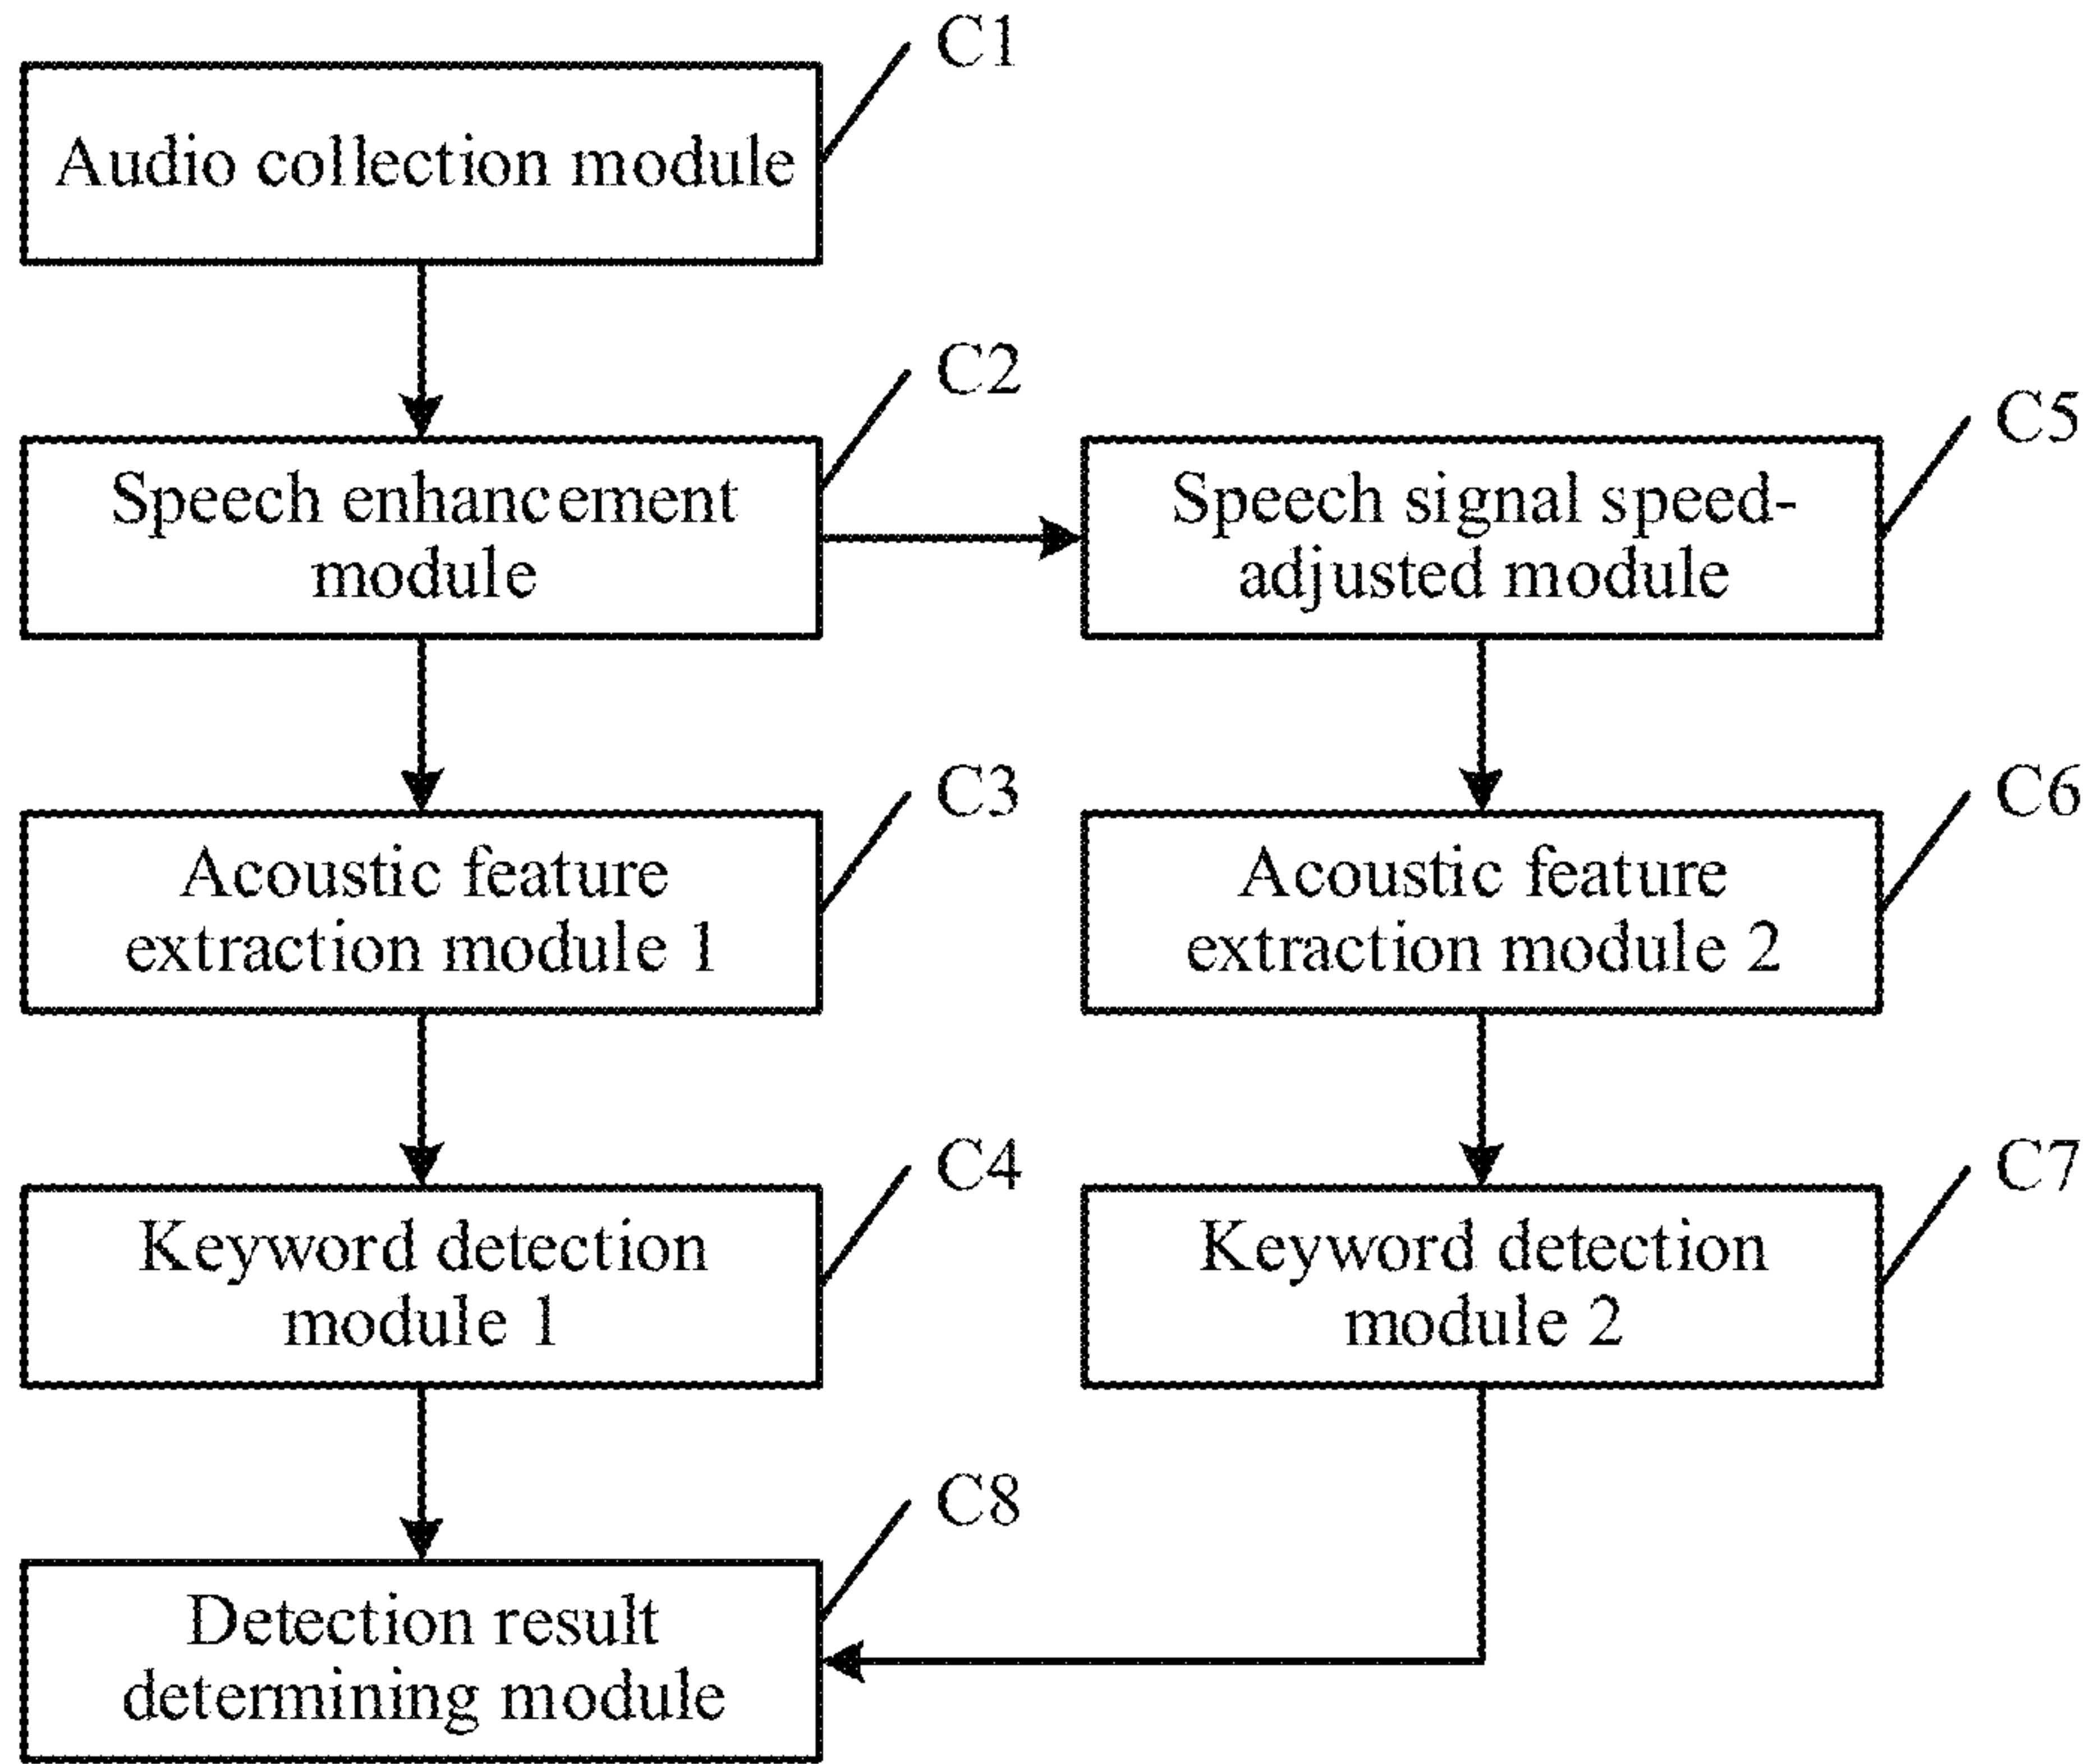 C1
Audio collection module
C2
Speech enhancement
module
C5
Speech signal speed-
adjusted module
C3
Acoustic feature
extraction module 1
C6
Acoustic feature
extraction module 2
C4
Keyword detection
module 1
C7
Keyword detection
module 2
C8
Detection result
determining module